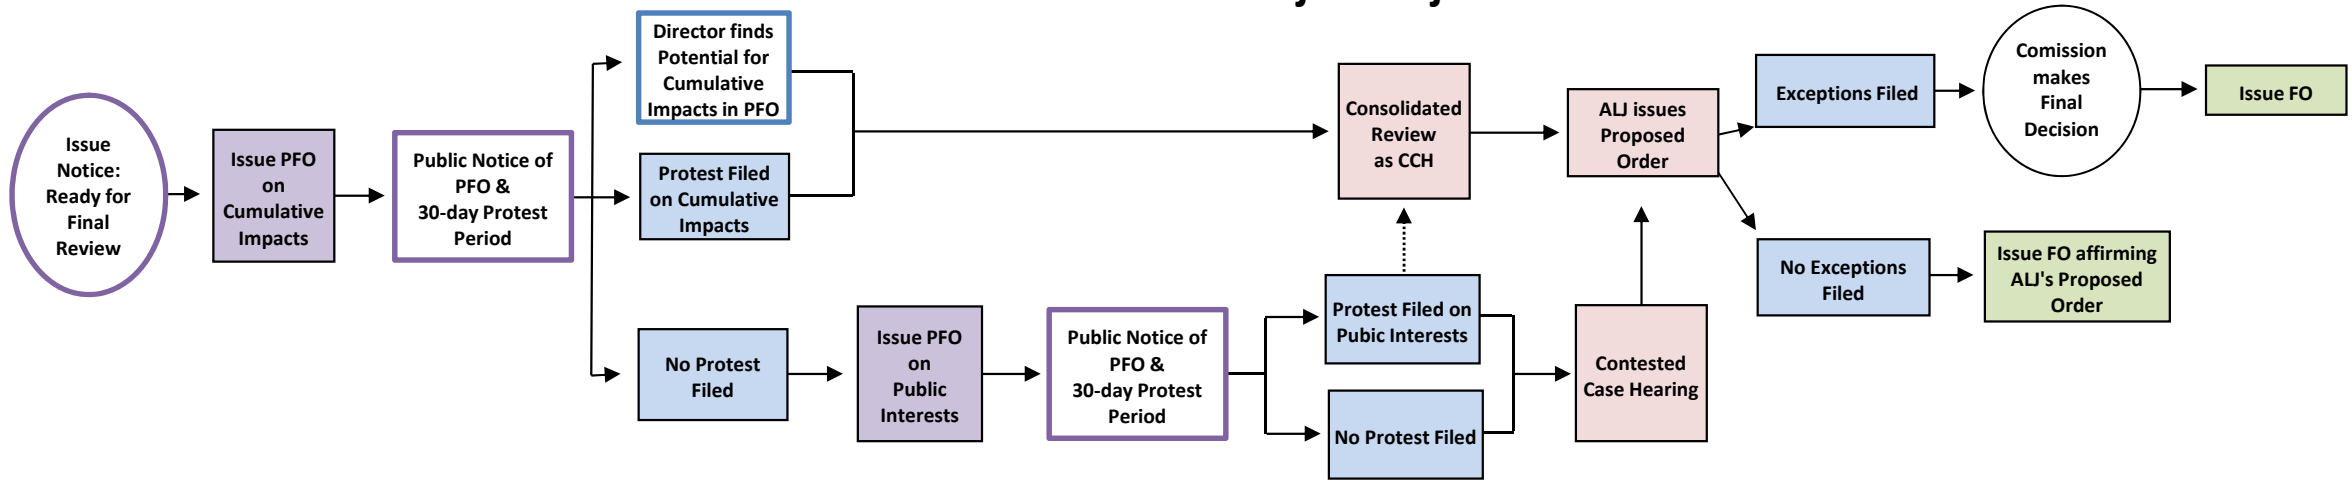 Issue
Notice:
Ready for
Final
Review
Issue PFO
on
Cumulative
Impacts
Public Notice of
PFO &
30-day Protest
Period
Director finds
Potential for
Cumulative
Impacts in PFO
Protest Filed
on Cumulative
Impacts
No Protest
Filed
Issue PFO
on
Public
Interests
Public Notice of
PFO &
30-day Protest
Period
Protest Filed on
Pubic Interests
No Protest Filed
Consolidated
Review
as CCH
Contested
Case Hearing
ALJ issues
Proposed
Order
Exceptions Filed
No Exceptions
Filed
Comission
makes
Final
Decision
Issue FO
Issue FO affirming
ALJ's Proposed
Order